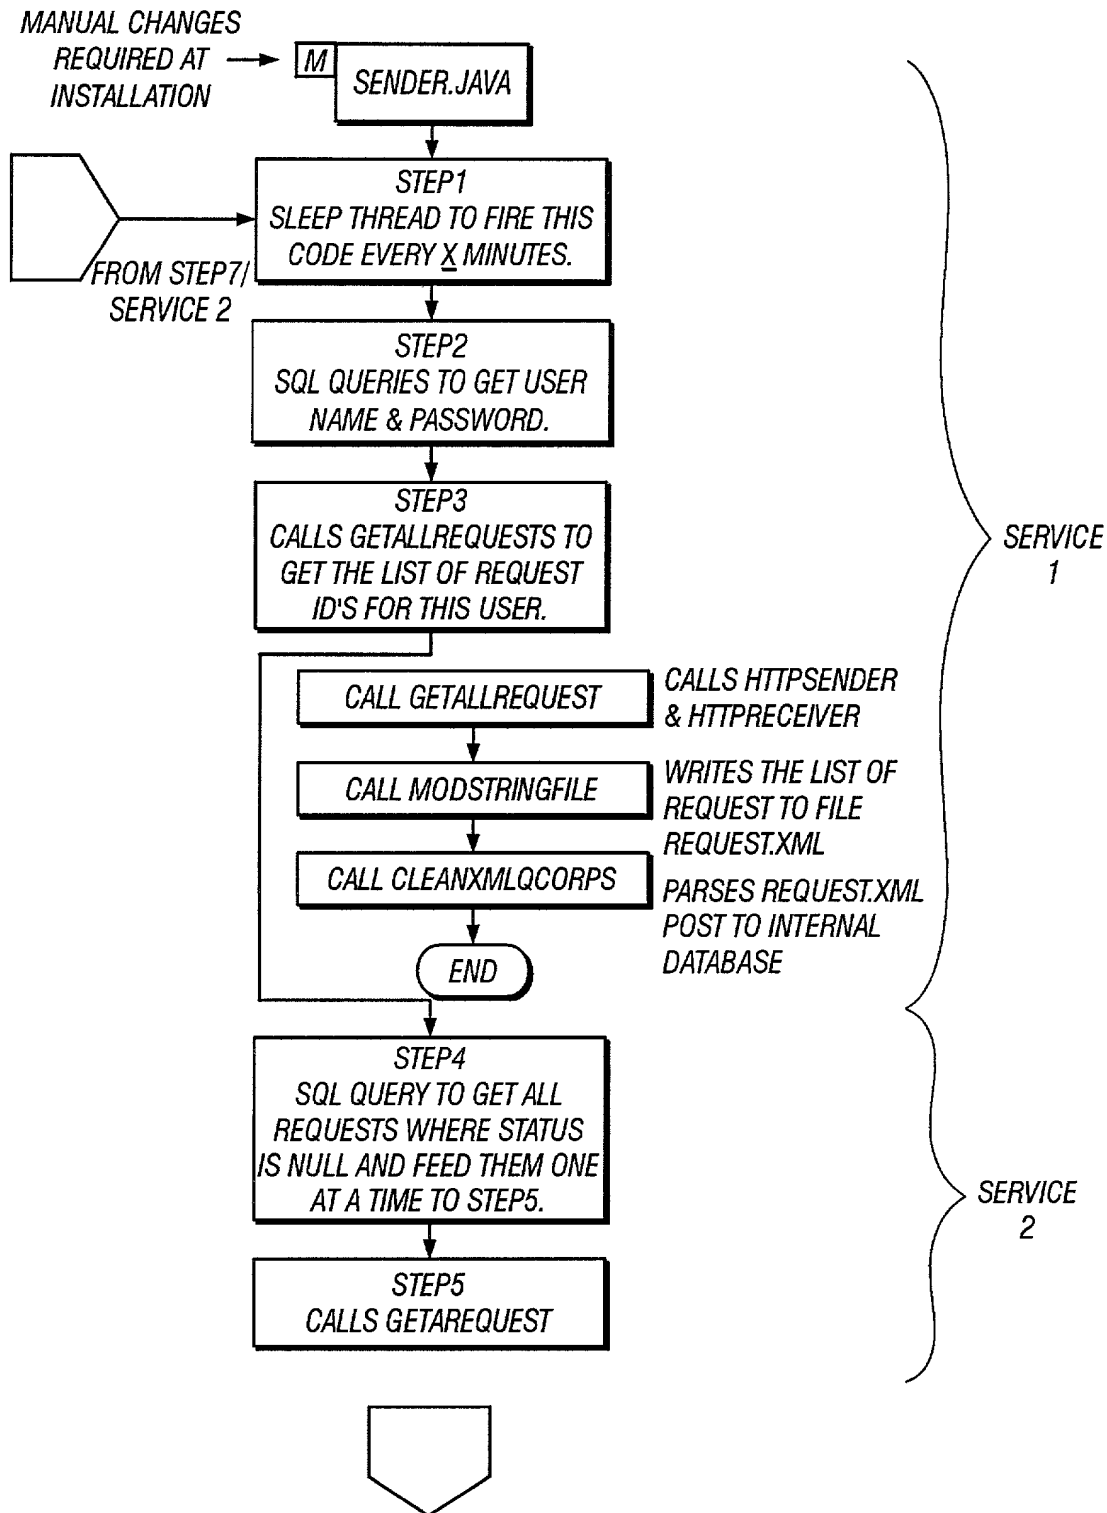 MANUAL CHANGES
REQUIRED AT
INSTALLATION
M
SENDER.JAVA
STEP1
SLEEP THREAD TO FIRE THIS
CODE EVERY X MINUTES.
FROM STEP7/
SERVICE 2
STEP2
SQL QUERIES TO GET USER
NAME & PASSWORD.
STEP3
CALLS GETALLREQUESTS TO
GET THE LIST OF REQUEST
ID'S FOR THIS USER.
SERVICE
1
CALL GETALLREQUEST
CALLS HTTPSENDER
& HTTPRECEIVER
CALL MODSTRINGFILE
WRITES THE LIST OF
REQUEST TO FILE
REQUEST.XML
CALL CLEANXMLQCORPS
PARSES REQUEST.XML
POST TO INTERNAL
DATABASE
END
STEP4
SQL QUERY TO GET ALL
REQUESTS WHERE STATUS
IS NULL AND FEED THEM ONE
AT A TIME TO STEP5.
SERVICE
2
STEP5
CALLS GETAREQUEST